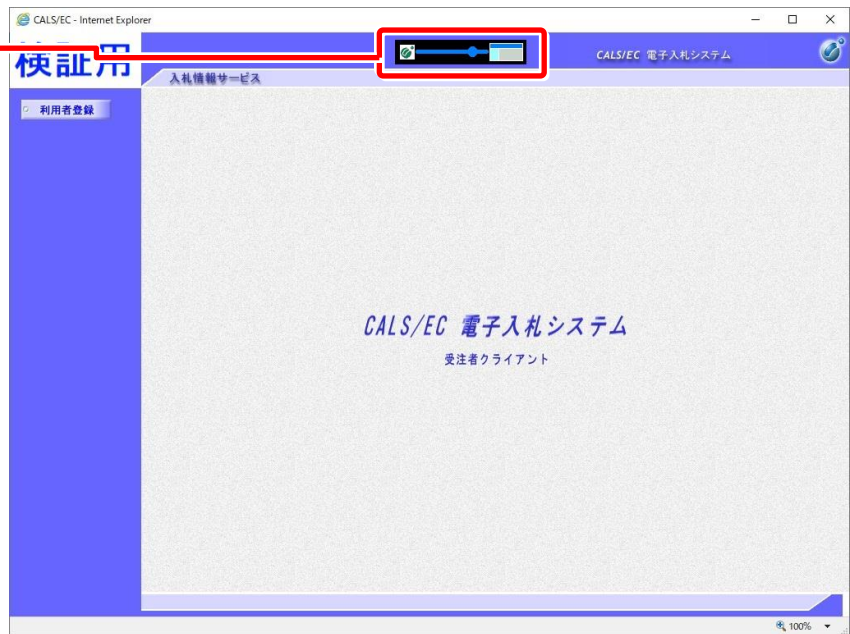 CALS/EC - Internet Explorer
検証用
CALS/EC 電子入札システム
入札情報サービス
利用者登録
CALS/EC 電子入札システム
受注者クライアント
100%